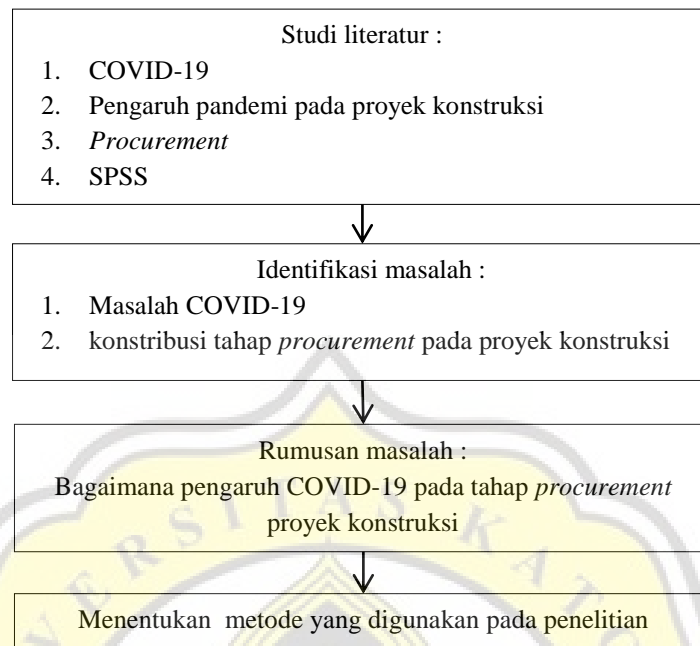 Studi literatur :
1. COVID-19
2. Pengaruh pandemi pada proyek konstruksi
3. Procurement
4. SPSS
Identifikasi masalah :
1. Masalah COVID-19
2. konstribusi tahap procurement pada proyek konstruksi
Rumusan masalah :
Bagaimana pengaruh COVID-19 pada tahap procurement
proyek konstruksi
Menentukan metode yang digunakan pada penelitian